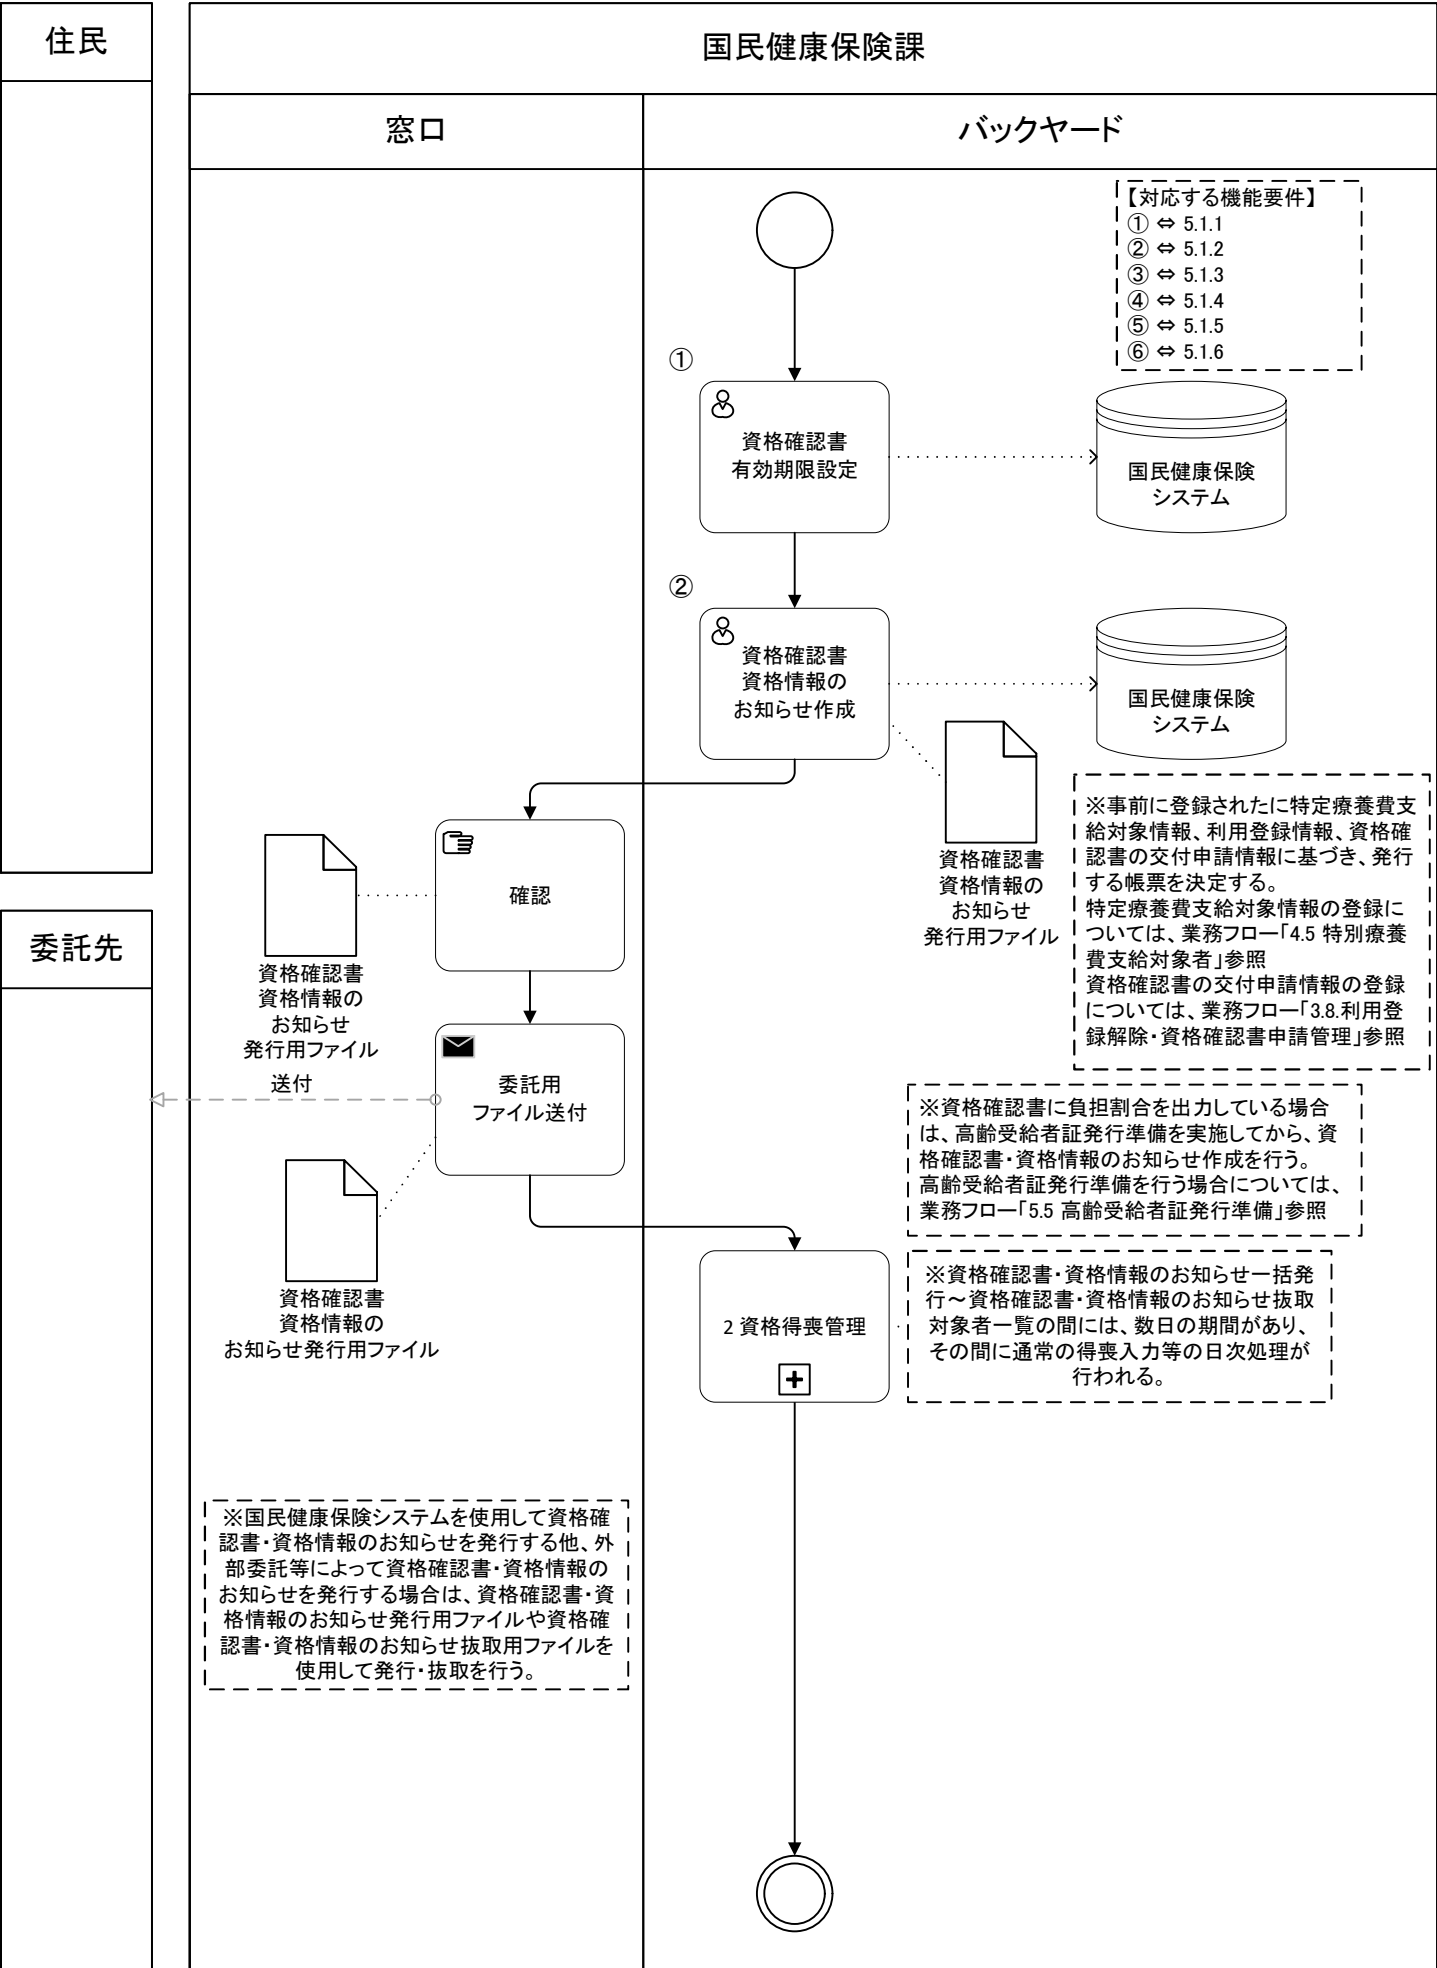 住民
国民健康保険課
窓口
バックヤード
【対応する機能要件】
① ⇔ 5.1.1
② ⇔ 5.1.2
③ ⇔ 5.1.3
④ ⇔ 5.1.4
⑤ ⇔ 5.1.5
⑥ ⇔ 5.1.6
①
資格確認書
有効期限設定
国民健康保険
システム
②
資格確認書
資格情報の
お知らせ作成
国民健康保険
システム
資格確認書
資格情報の
お知らせ
発行用ファイル
※事前に登録されたに特定療養費支
給対象情報、利用登録情報、資格確
認書の交付申請情報に基づき、発行
する帳票を決定する。
特定療養費支給対象情報の登録に
ついては、業務フロー「4.5 特別療養
費支給対象者」参照
資格確認書の交付申請情報の登録
については、業務フロー「3.8.利用登
録解除・資格確認書申請管理」参照
確認
資格確認書
資格情報の
お知らせ
発行用ファイル
委託先
送付
委託用
ファイル送付
※資格確認書に負担割合を出力している場合
は、高齢受給者証発行準備を実施してから、資
格確認書・資格情報のお知らせ作成を行う。
高齢受給者証発行準備を行う場合については、
業務フロー「5.5 高齢受給者証発行準備」参照
資格確認書
資格情報の
お知らせ発行用ファイル
2 資格得喪管理
※資格確認書・資格情報のお知らせ一括発
行～資格確認書・資格情報のお知らせ抜取
対象者一覧の間には、数日の期間があり、
その間に通常の得喪入力等の日次処理が
行われる。
※国民健康保険システムを使用して資格確
認書・資格情報のお知らせを発行する他、外
部委託等によって資格確認書・資格情報の
お知らせを発行する場合は、資格確認書・資
格情報のお知らせ発行用ファイルや資格確
認書・資格情報のお知らせ抜取用ファイルを
使用して発行・抜取を行う。